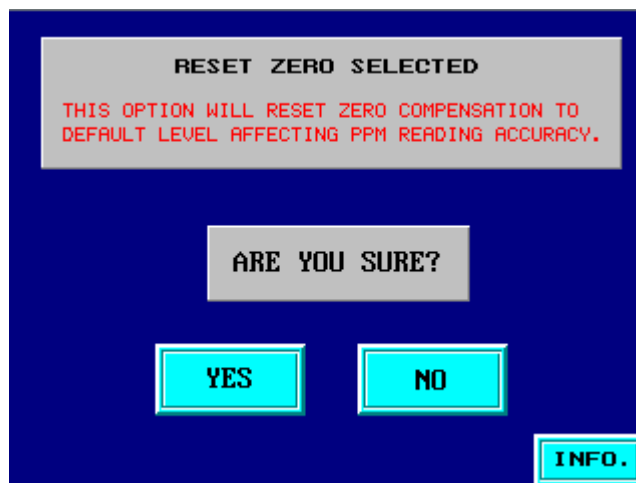 RESET ZERO SELECTED
THIS OPTION WILL RESET ZERO COMPENSATION TO
DEFAULT LEVEL AFFECTING PPM READING ACCURACY.
ARE YOU SURE?
YES
NO
INFO.